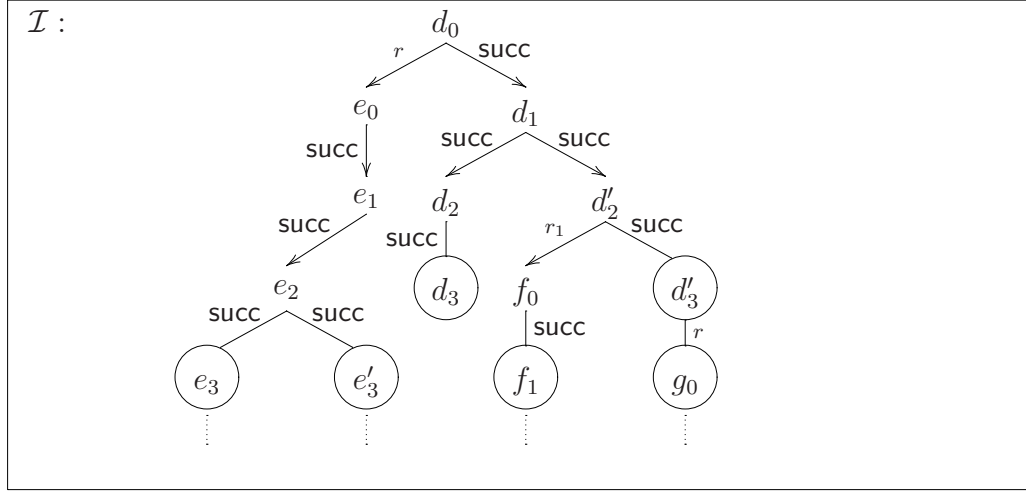 𝓘 : d₀
r succ
e₀ d₁
succ succ succ
e₁ d₂ d′₂
succ succ r₁ succ
e₂ d₃ f₀ d′₃
succ succ succ r
e₃ e′₃ f₁ g₀